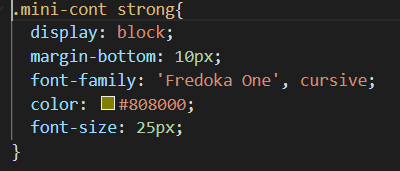 .mini-cont strong{
display: block;
margin-bottom: 10px;
font-family: 'Fredoka One', cursive;
color: #808000;
font-size: 25px;
}